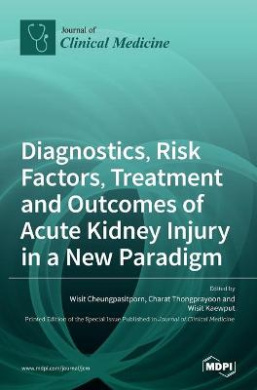 Journal of
Clinical Medicine
Diagnostics, Risk
Factors, Treatment
and Outcomes of
Acute Kidney Injury
in a New Paradigm
Edited by
Wisit Cheungpasitporn, Charat Thongprayoon and
Wisit Kaewput
Printed Edition of the Special Issue Published in Journal of Clinical Medicine
www.mdpi.com/journal/jcm
MDPI